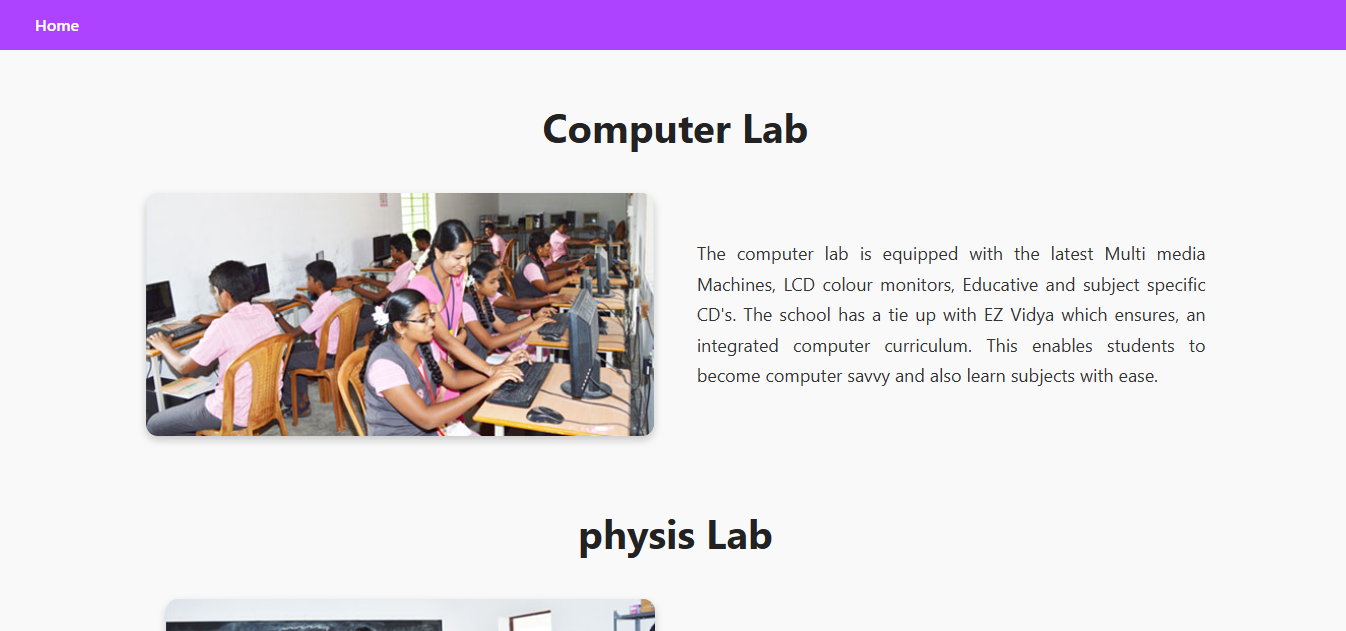 Home
Computer Lab
The computer lab is equipped with the latest Multi media
Machines, LCD colour monitors, Educative and subject specific
CD's. The school has a tie up with EZ Vidya which ensures, an
integrated computer curriculum. This enables students to
become computer savvy and also learn subjects with ease.
physis Lab